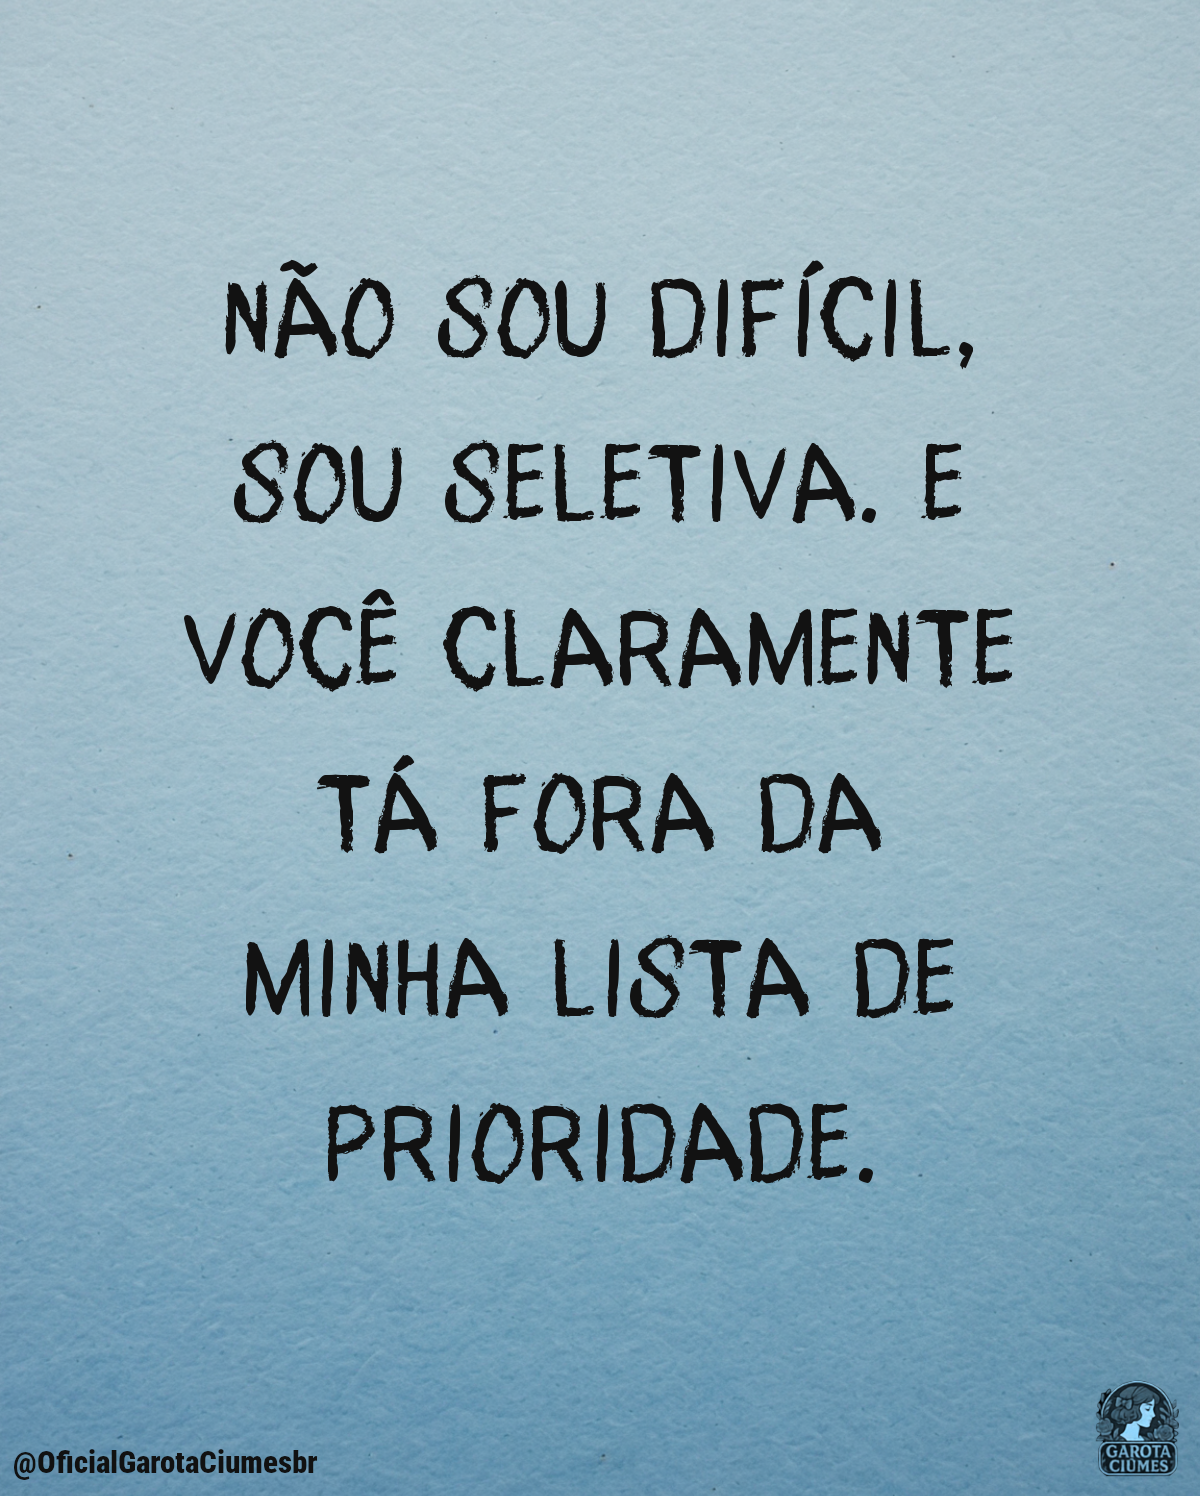 NÃO SOU DIFÍCIL,
SOU SELETIVA. E
VOCÊ CLARAMENTE
TÁ FORA DA
MINHA LISTA DE
PRIORIDADE.
@OficialGarotaCiumesbr
GAROTA
CIÚMES